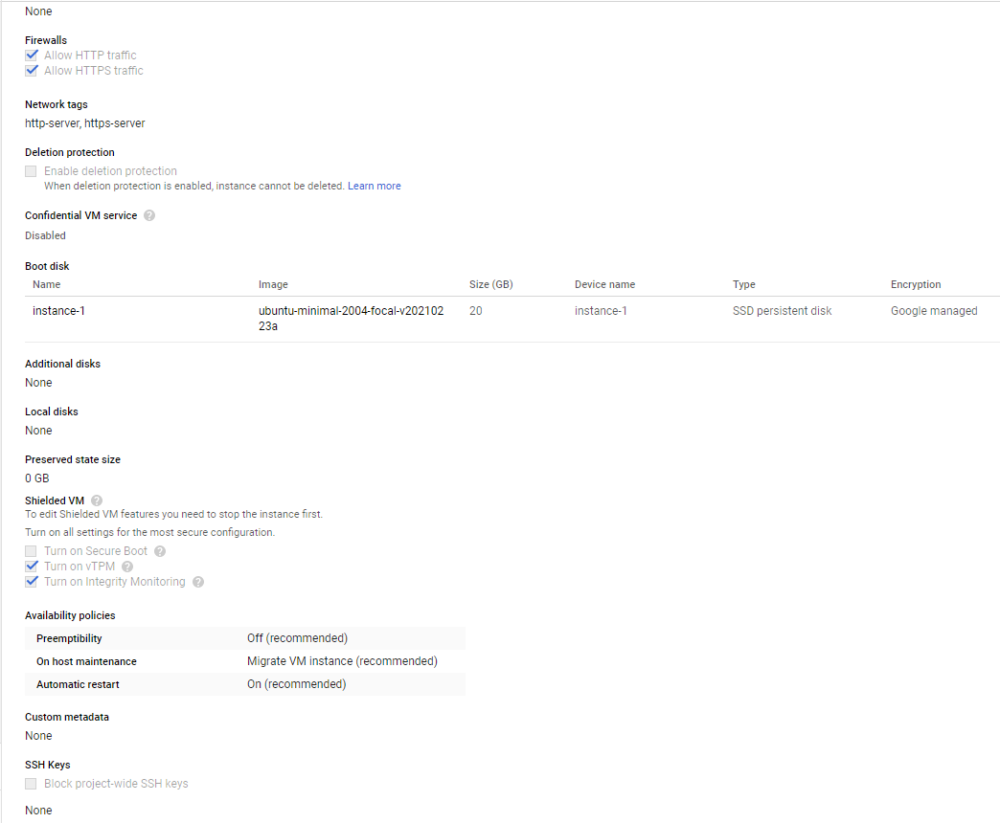 None
Firewalls
Allow HTTP traffic
Allow HTTPS traffic
Network tags
http-server, https-server
Deletion protection
Enable deletion protection
When deletion protection is enabled, instance cannot be deleted. Learn more
Confidential VM service ?
Disabled
Boot disk
Name Image Size (GB) Device name Type Encryption
instance-1 ubuntu-minimal-2004-focal-v202102 20 instance-1 SSD persistent disk Google managed
23a
Additional disks
None
Local disks
None
Preserved state size
0 GB
Shielded VM ?
To edit Shielded VM features you need to stop the instance first.
Turn on all settings for the most secure configuration.
Turn on Secure Boot ?
Turn on vTPM ?
Turn on Integrity Monitoring ?
Availability policies
Preemptibility Off (recommended)
On host maintenance Migrate VM instance (recommended)
Automatic restart On (recommended)
Custom metadata
None
SSH Keys
Block project-wide SSH keys
None